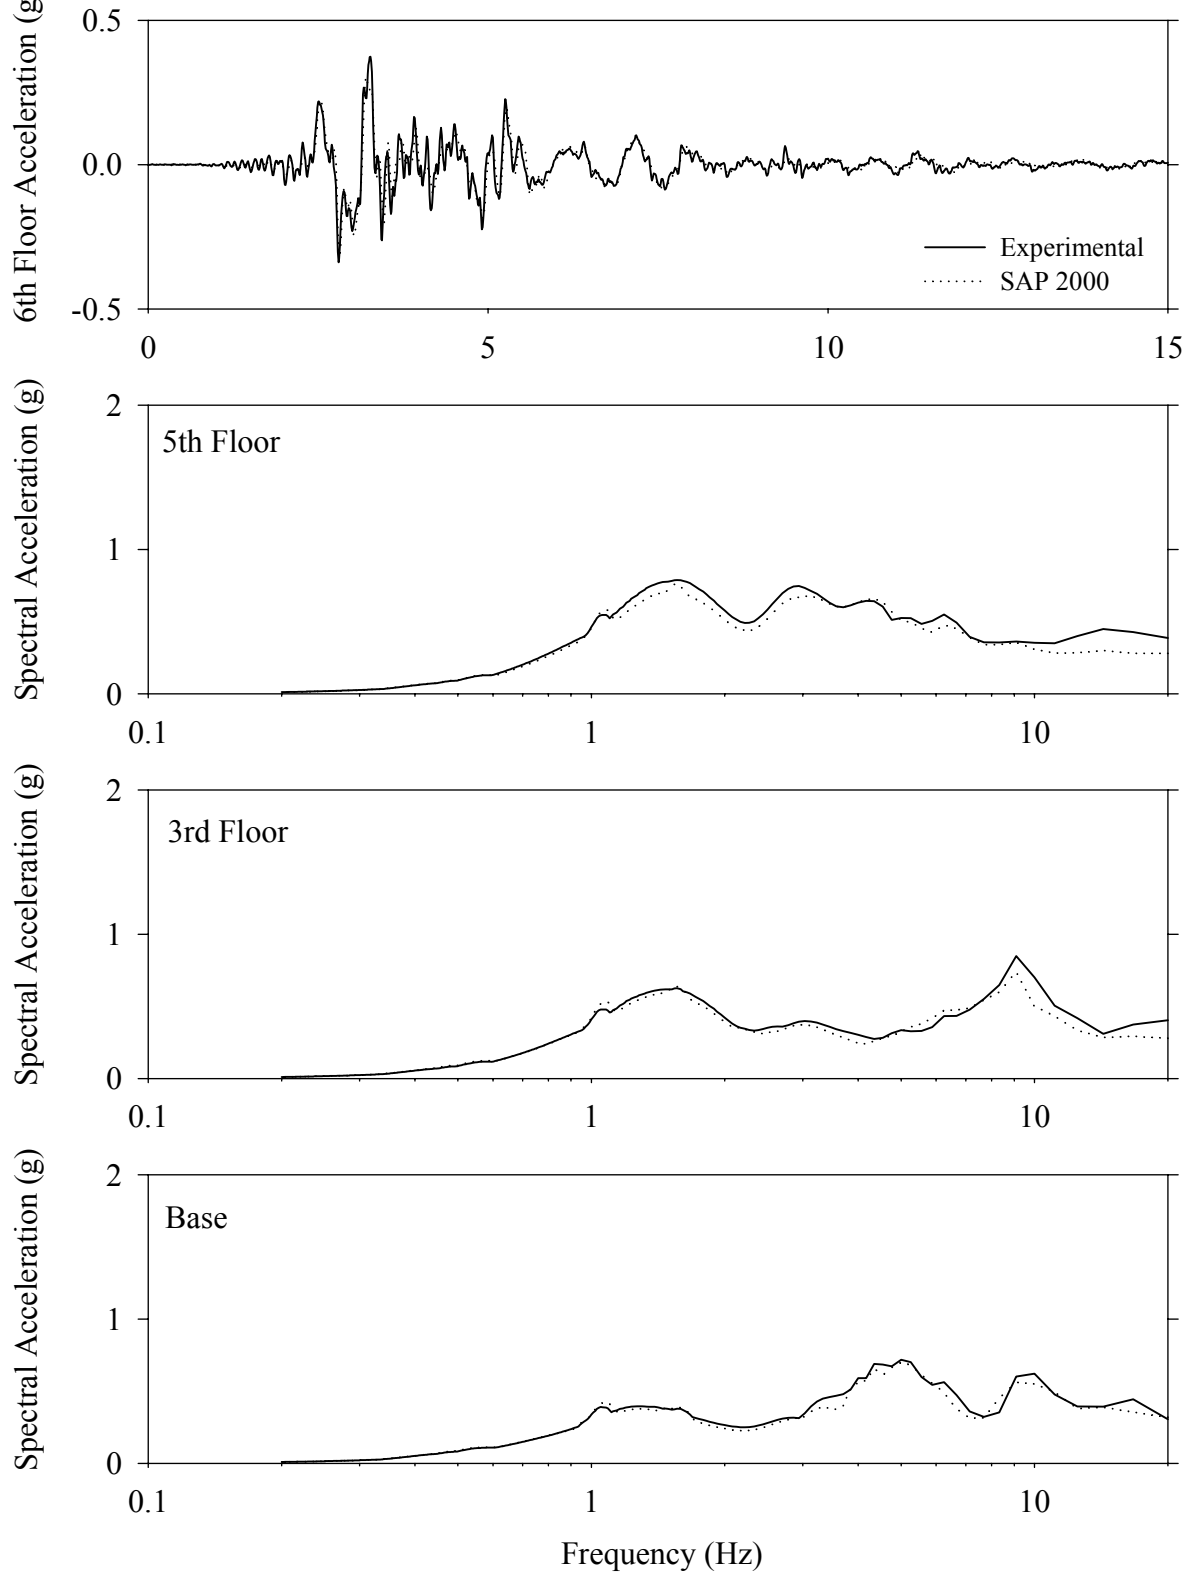 6th Floor Acceleration (g
0.5
0.0
-0.5
Experimental
SAP 2000
0 5 10 15
Spectral Acceleration (g)
2
5th Floor
1
0
0.1 1 10
Spectral Acceleration (g)
2
3rd Floor
1
0
0.1 1 10
Spectral Acceleration (g)
2
Base
1
0
0.1 1 10
Frequency (Hz)